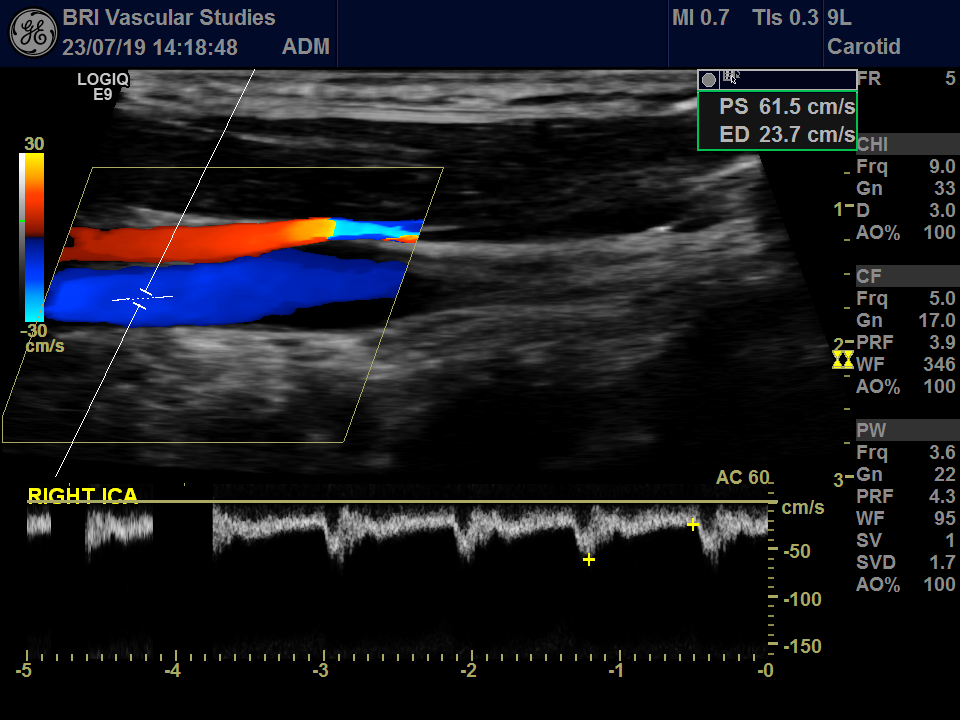 BRI Vascular Studies
23/07/19 14:18:48 ADM
MI 0.7 TIs 0.3
9L
Carotid
LOGIQ
E9
PS 61.5 cm/s
ED 23.7 cm/s
30
-30
cm/s
1
2
3
FR 5
CHI
Frq 9.0
Gn 33
D 3.0
AO% 100
CF
Frq 5.0
Gn 17.0
PRF 3.9
WF 346
AO% 100
PW
Frq 3.6
Gn 22
PRF 4.3
WF 95
SV 1
SVD 1.7
AO% 100
RIGHT ICA
AC 60
cm/s
-50
-100
-150
-5 -4 -3 -2 -1 -0